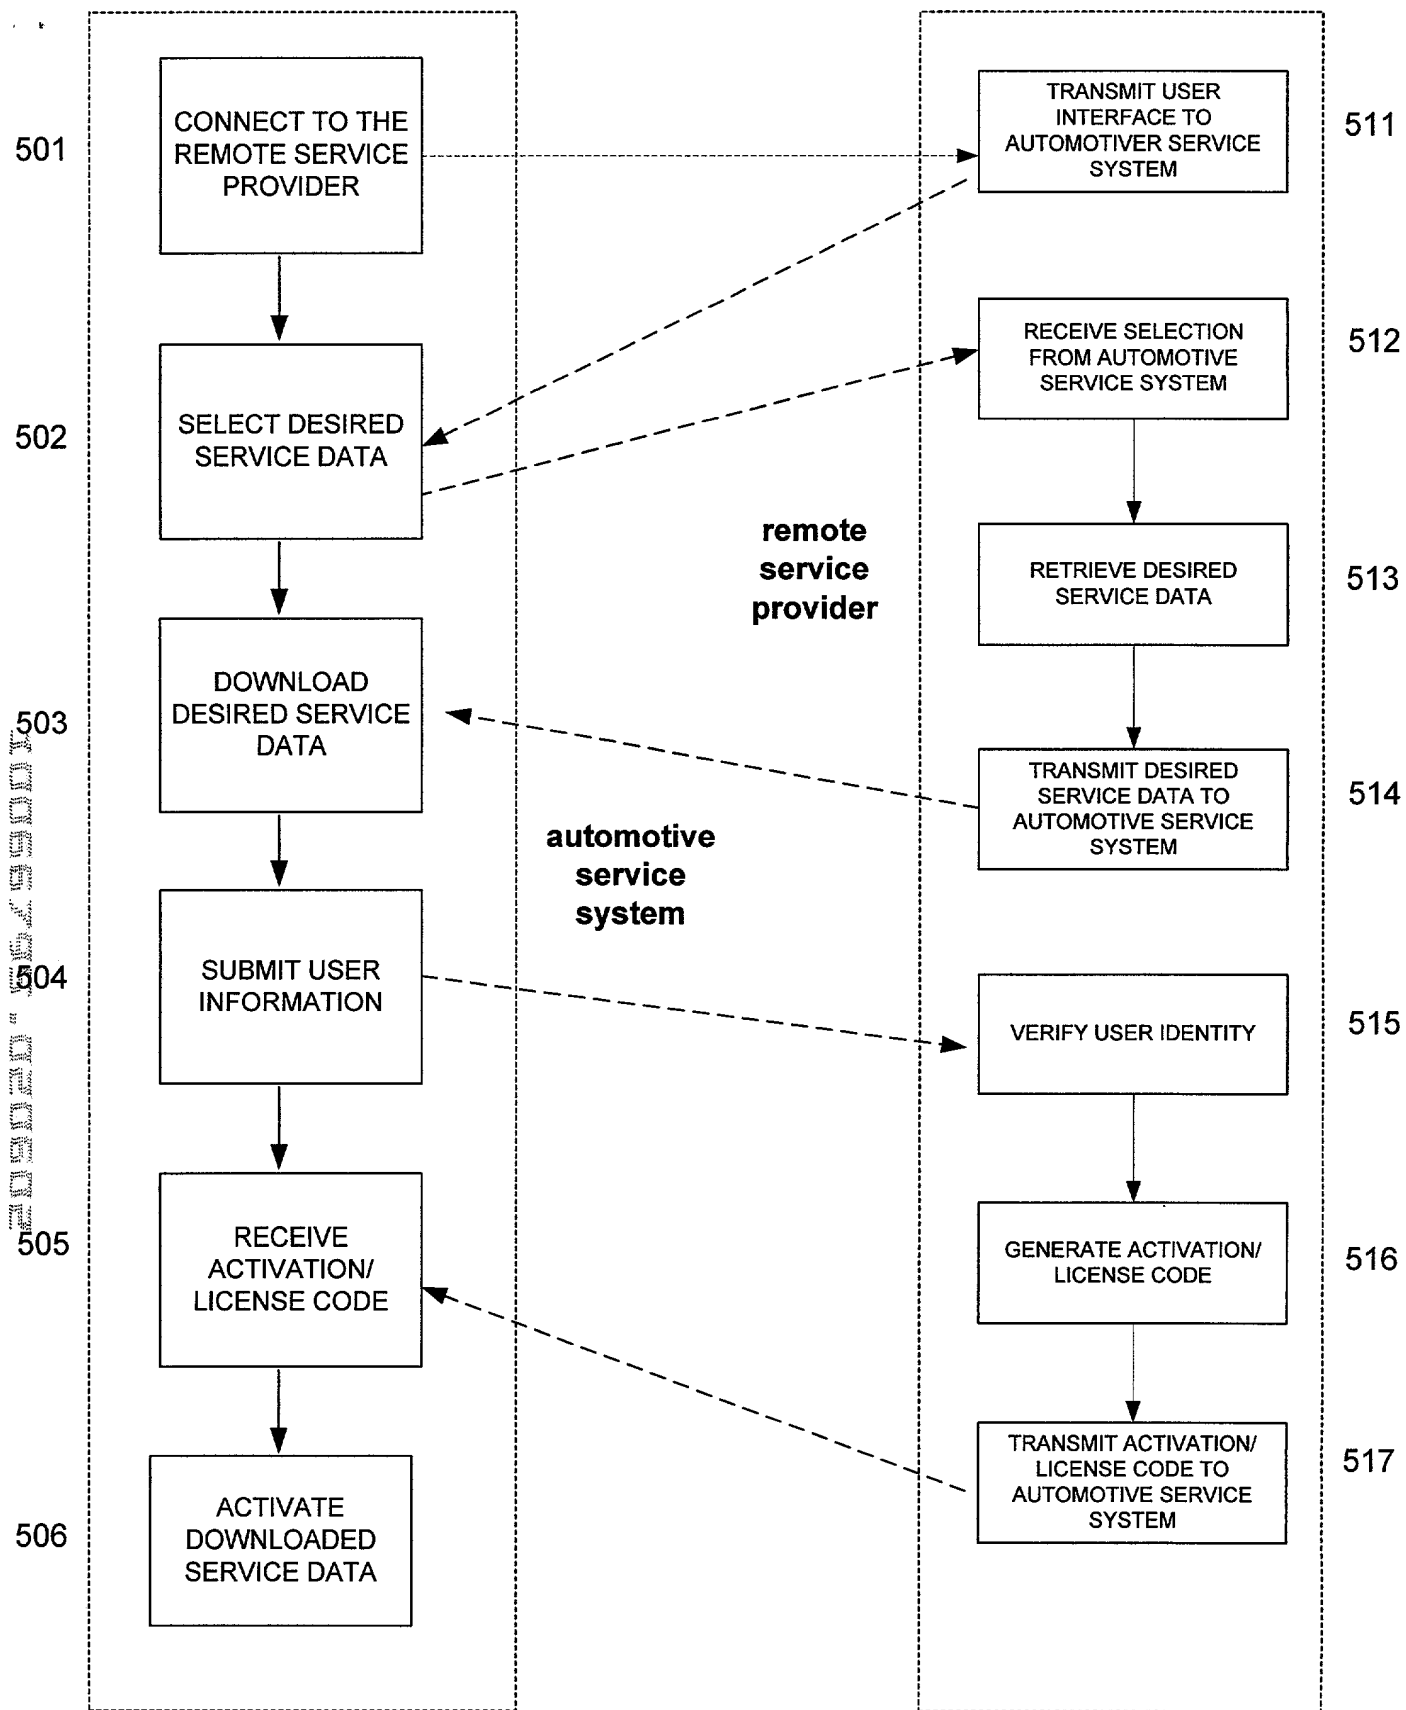 501
CONNECT TO THE
REMOTE SERVICE
PROVIDER
TRANSMIT USER
INTERFACE TO
AUTOMOTIVER SERVICE
SYSTEM
511
502
SELECT DESIRED
SERVICE DATA
RECEIVE SELECTION
FROM AUTOMOTIVE
SERVICE SYSTEM
512
remote
service
provider
RETRIEVE DESIRED
SERVICE DATA
513
503
DOWNLOAD
DESIRED SERVICE
DATA
TRANSMIT DESIRED
SERVICE DATA TO
AUTOMOTIVE SERVICE
SYSTEM
514
automotive
service
system
504
SUBMIT USER
INFORMATION
VERIFY USER IDENTITY
515
505
RECEIVE
ACTIVATION/
LICENSE CODE
GENERATE ACTIVATION/
LICENSE CODE
516
506
ACTIVATE
DOWNLOADED
SERVICE DATA
TRANSMIT ACTIVATION/
LICENSE CODE TO
AUTOMOTIVE SERVICE
SYSTEM
517